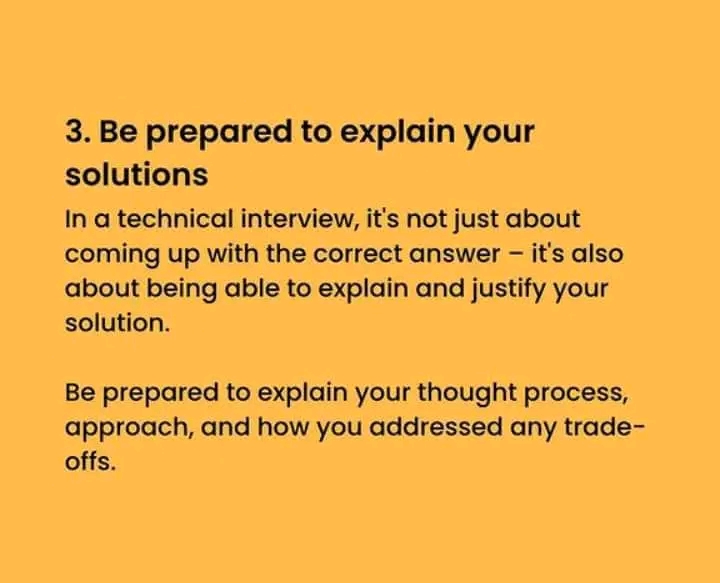 3. Be prepared to explain your
solutions
In a technical interview, it's not just about
coming up with the correct answer – it's also
about being able to explain and justify your
solution.
Be prepared to explain your thought process,
approach, and how you addressed any trade-
offs.